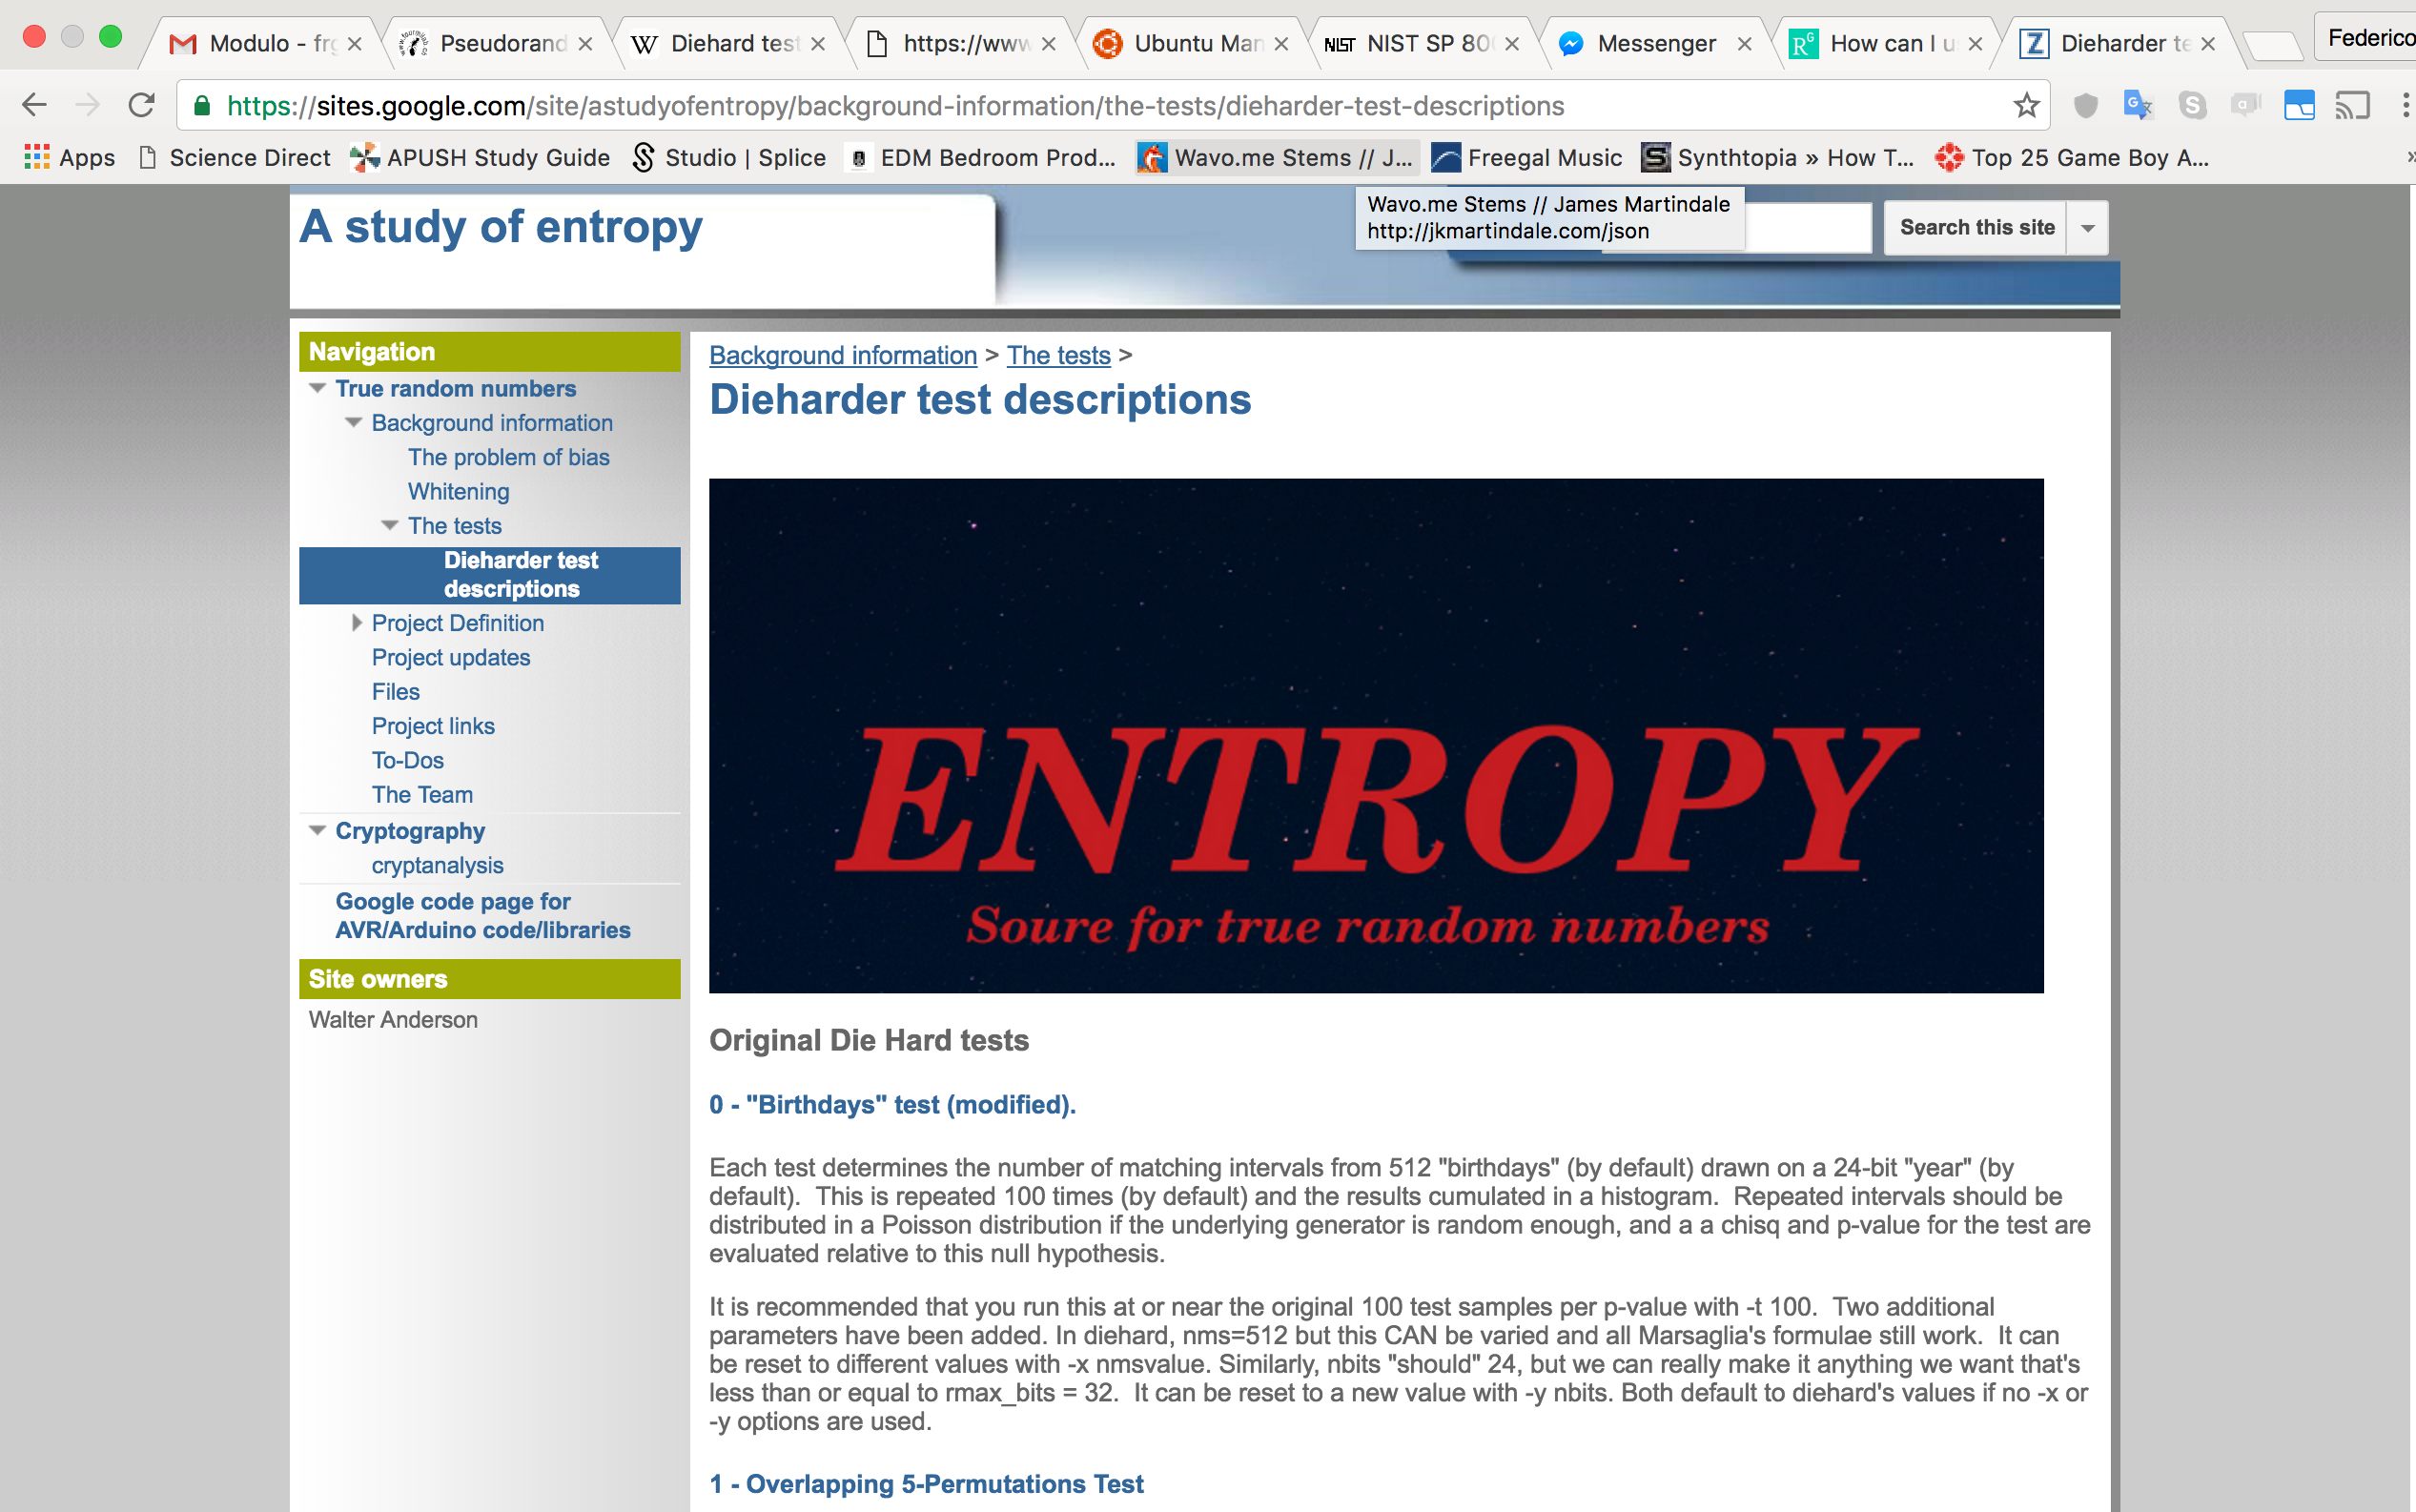 Modulo - fr
Pseudorand
Diehard test
https://www
Ubuntu Man
NIST SP 80
Messenger
How can I u
Dieharder te
Federico
https://sites.google.com/site/astudyofentropy/background-information/the-tests/dieharder-test-descriptions
Apps
Science Direct
APUSH Study Guide
Studio | Splice
EDM Bedroom Prod...
Wavo.me Stems // J...
Freegal Music
Synthtopia » How T...
Top 25 Game Boy A...
»
Wavo.me Stems // James Martindale
http://jkmartindale.com/json
A study of entropy
Search this site
Navigation
True random numbers
Background information
The problem of bias
Whitening
The tests
Dieharder test
descriptions
Project Definition
Project updates
Files
Project links
To-Dos
The Team
Cryptography
cryptanalysis
Google code page for
AVR/Arduino code/libraries
Site owners
Walter Anderson
Background information > The tests >
Dieharder test descriptions
ENTROPY
Soure for true random numbers
Original Die Hard tests
0 - "Birthdays" test (modified).
Each test determines the number of matching intervals from 512 "birthdays" (by default) drawn on a 24-bit "year" (by
default).  This is repeated 100 times (by default) and the results cumulated in a histogram.  Repeated intervals should be
distributed in a Poisson distribution if the underlying generator is random enough, and a a chisq and p-value for the test are
evaluated relative to this null hypothesis.
It is recommended that you run this at or near the original 100 test samples per p-value with -t 100.  Two additional
parameters have been added. In diehard, nms=512 but this CAN be varied and all Marsaglia's formulae still work.  It can
be reset to different values with -x nmsvalue. Similarly, nbits "should" 24, but we can really make it anything we want that's
less than or equal to rmax_bits = 32.  It can be reset to a new value with -y nbits. Both default to diehard's values if no -x or
-y options are used.
1 - Overlapping 5-Permutations Test